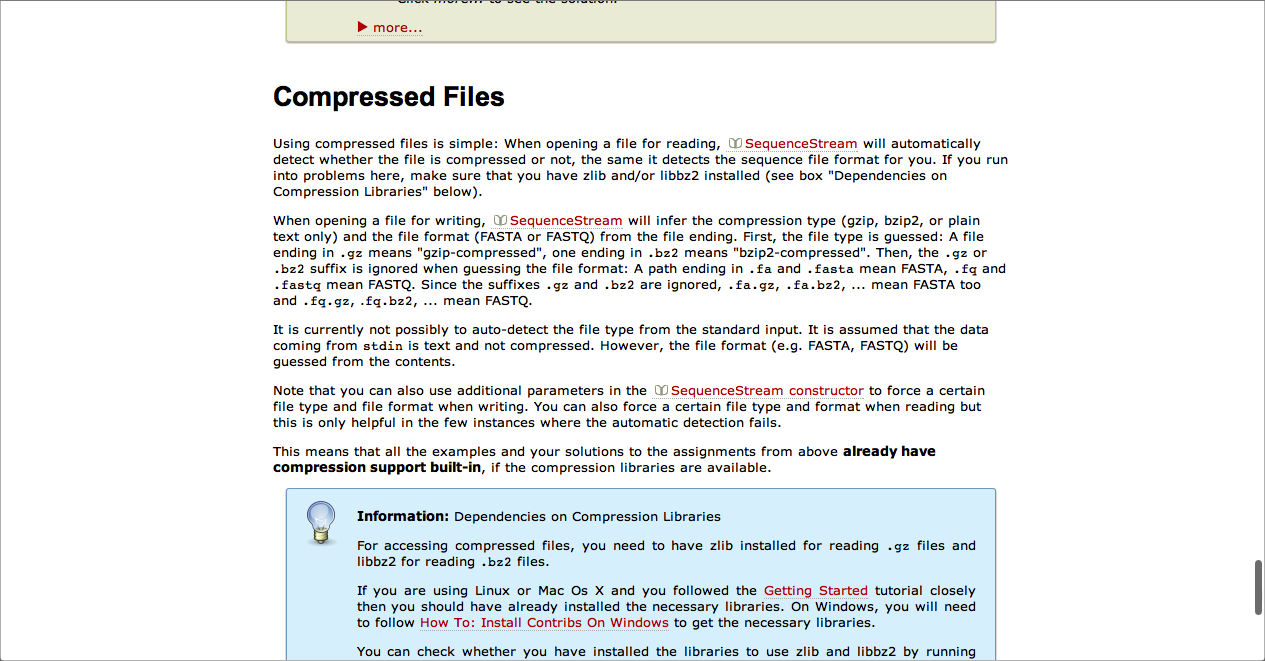 Click more... to see the solution.
▶ more...
Compressed Files
Using compressed files is simple: When opening a file for reading, SequenceStream will automatically
detect whether the file is compressed or not, the same it detects the sequence file format for you. If you run
into problems here, make sure that you have zlib and/or libbz2 installed (see box "Dependencies on
Compression Libraries" below).
When opening a file for writing, SequenceStream will infer the compression type (gzip, bzip2, or plain
text only) and the file format (FASTA or FASTQ) from the file ending. First, the file type is guessed: A file
ending in .gz means "gzip-compressed", one ending in .bz2 means "bzip2-compressed". Then, the .gz or
.bz2 suffix is ignored when guessing the file format: A path ending in .fa and .fasta mean FASTA, .fq and
.fastq mean FASTQ. Since the suffixes .gz and .bz2 are ignored, .fa.gz, .fa.bz2, ... mean FASTA too
and .fq.gz, .fq.bz2, ... mean FASTQ.
It is currently not possibly to auto-detect the file type from the standard input. It is assumed that the data
coming from stdin is text and not compressed. However, the file format (e.g. FASTA, FASTQ) will be
guessed from the contents.
Note that you can also use additional parameters in the SequenceStream constructor to force a certain
file type and file format when writing. You can also force a certain file type and format when reading but
this is only helpful in the few instances where the automatic detection fails.
This means that all the examples and your solutions to the assignments from above already have
compression support built-in, if the compression libraries are available.
Information: Dependencies on Compression Libraries
For accessing compressed files, you need to have zlib installed for reading .gz files and
libbz2 for reading .bz2 files.
If you are using Linux or Mac Os X and you followed the Getting Started tutorial closely
then you should have already installed the necessary libraries. On Windows, you will need
to follow How To: Install Contribs On Windows to get the necessary libraries.
You can check whether you have installed the libraries to use zlib and libbz2 by running